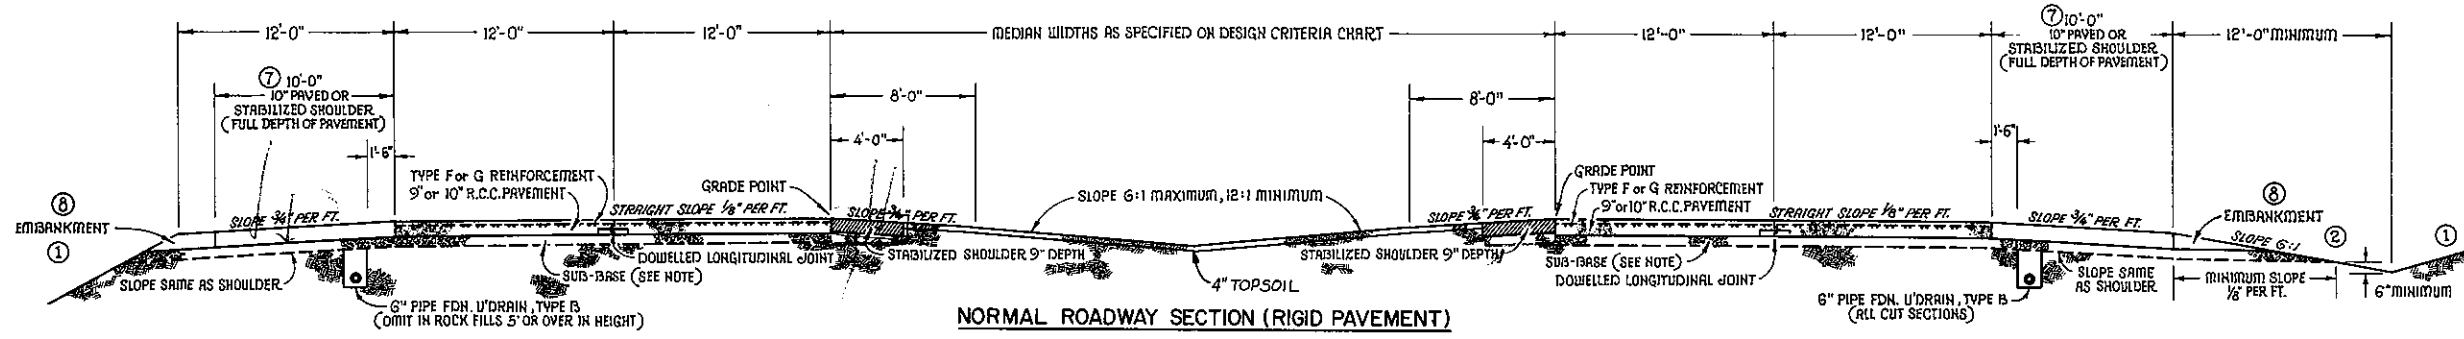 12'-0"
12'-0"
12'-0"
MEDIAN WIDTHS AS SPECIFIED ON DESIGN CRITERIA CHART
12'-0"
12'-0"
⑦ 10'-0"
10" PAVED OR
STABILIZED SHOULDER
(FULL DEPTH OF PAVEMENT)
12'-0" MINIMUM
⑦ 10'-0"
10" PAVED OR
STABILIZED SHOULDER
(FULL DEPTH OF PAVEMENT)
8'-0"
8'-0"
1'-6"
4'-0"
4'-0"
1'-6"
TYPE F or G REINFORCEMENT
9" or 10" R.C.C. PAVEMENT
GRADE POINT
SLOPE 6:1 MAXIMUM, 12:1 MINIMUM
GRADE POINT
TYPE F or G REINFORCEMENT
9" or 10" R.C.C. PAVEMENT
⑧
EMBANKMENT
①
SLOPE 3/4" PER FT.
STRAIGHT SLOPE 1/8" PER FT.
SLOPE 3/4" PER FT.
SLOPE 3/4" PER FT.
STRAIGHT SLOPE 1/8" PER FT.
SLOPE 3/4" PER FT.
⑧
EMBANKMENT
SLOPE 6:1
②
①
SLOPE SAME AS SHOULDER
SUB-BASE (SEE NOTE)
DOWELLED LONGITUDINAL JOINT
STABILIZED SHOULDER 9" DEPTH
4" TOPSOIL
STABILIZED SHOULDER 9" DEPTH
SUB-BASE (SEE NOTE)
DOWELLED LONGITUDINAL JOINT
SLOPE SAME
AS SHOULDER
MINIMUM SLOPE
1/8" PER FT.
6" MINIMUM
6" PIPE FDN. U'DRAIN, TYPE B
(OMIT IN ROCK FILLS 5' OR OVER IN HEIGHT)
6" PIPE FDN. U'DRAIN, TYPE B
(ALL CUT SECTIONS)
NORMAL ROADWAY SECTION (RIGID PAVEMENT)